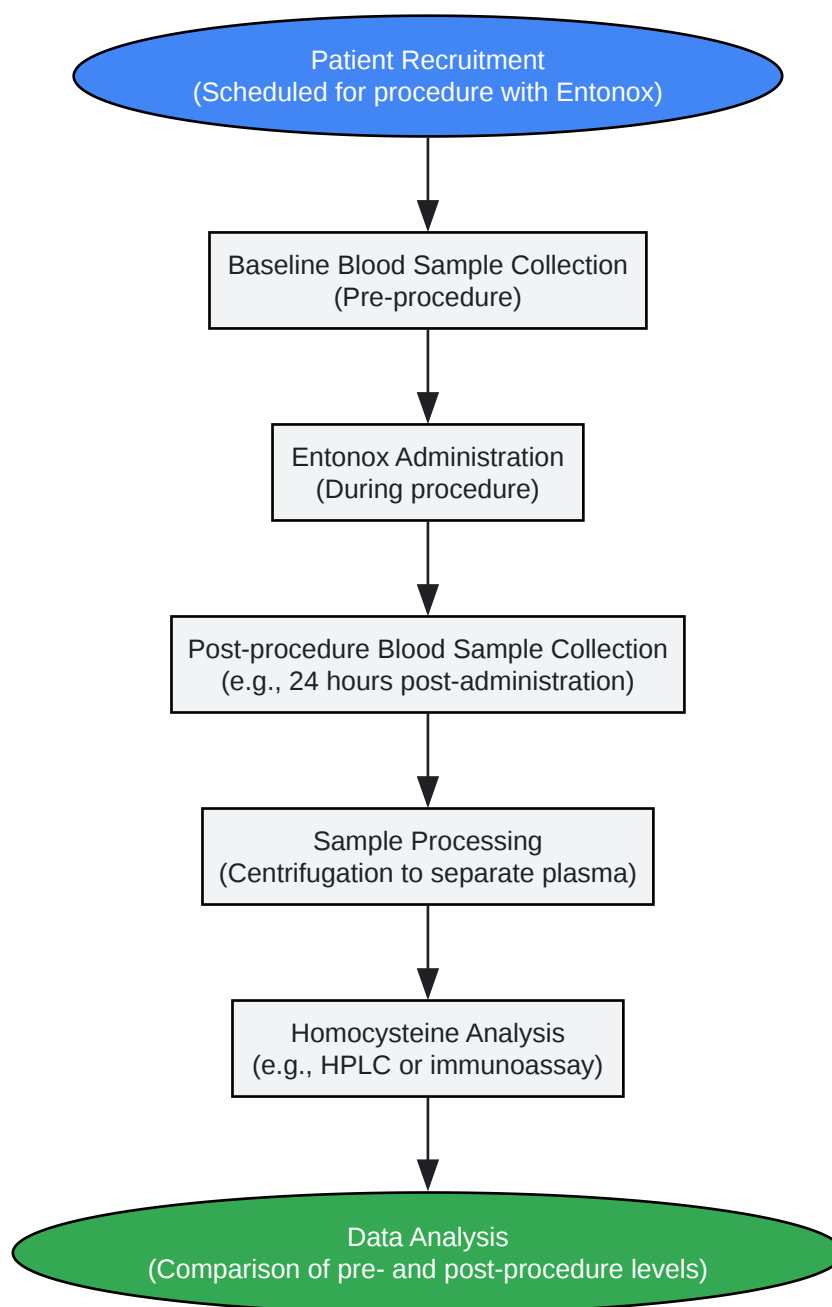 Patient Recruitment
(Scheduled for procedure with Entonox)
Baseline Blood Sample Collection
(Pre-procedure)
Entonox Administration
(During procedure)
Post-procedure Blood Sample Collection
(e.g., 24 hours post-administration)
Sample Processing
(Centrifugation to separate plasma)
Homocysteine Analysis
(e.g., HPLC or immunoassay)
Data Analysis
(Comparison of pre- and post-procedure levels)